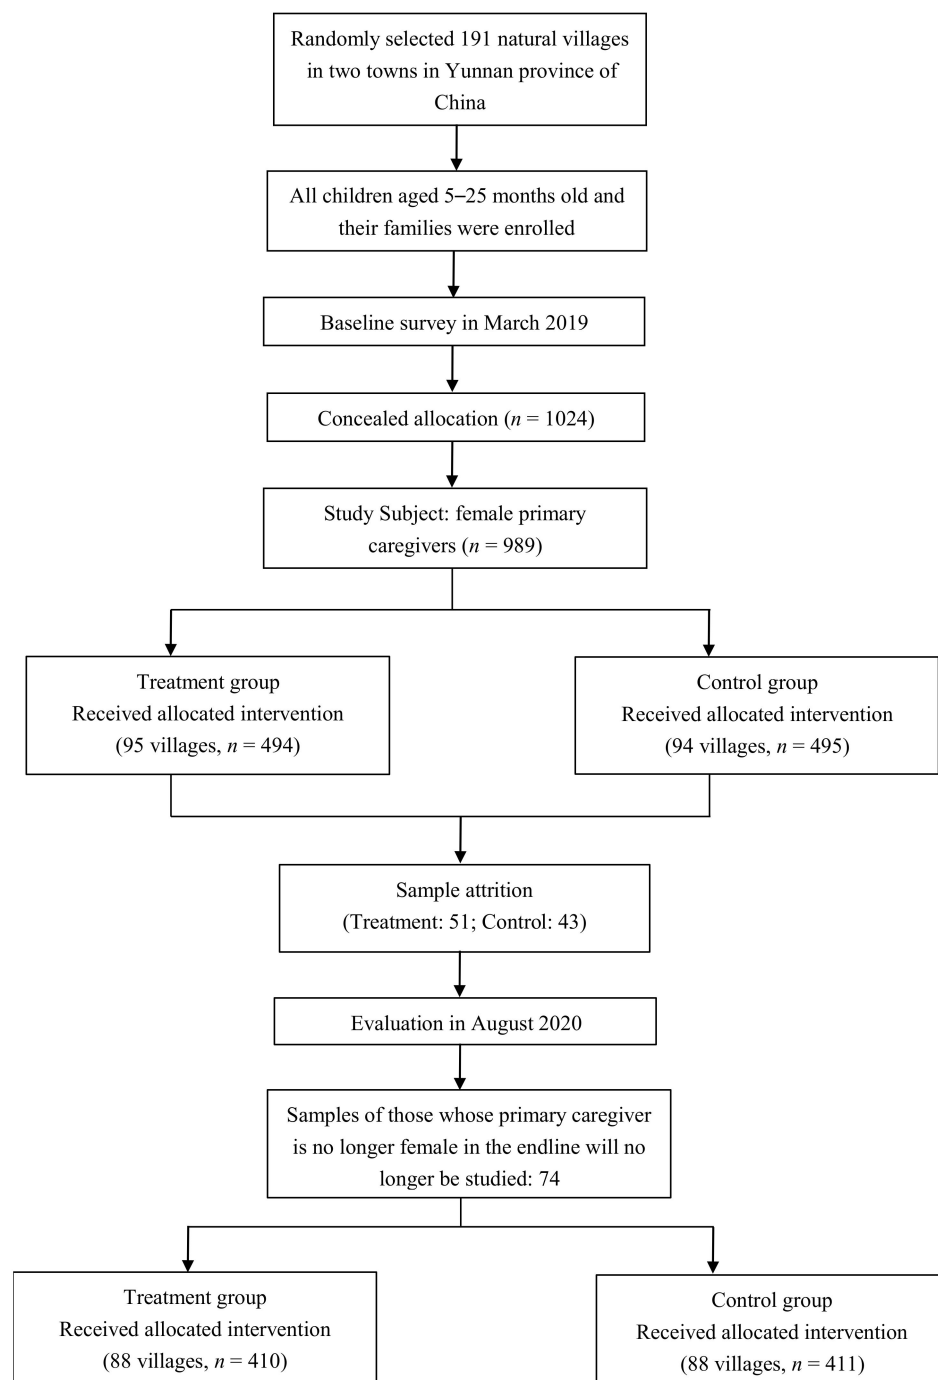 Randomly selected 191 natural villages
in two towns in Yunnan province of
China
All children aged 5–25 months old and
their families were enrolled
Baseline survey in March 2019
Concealed allocation (n = 1024)
Study Subject: female primary
caregivers (n = 989)
Treatment group
Received allocated intervention
(95 villages, n = 494)
Control group
Received allocated intervention
(94 villages, n = 495)
Sample attrition
(Treatment: 51; Control: 43)
Evaluation in August 2020
Samples of those whose primary caregiver
is no longer female in the endline will no
longer be studied: 74
Treatment group
Received allocated intervention
(88 villages, n = 410)
Control group
Received allocated intervention
(88 villages, n = 411)